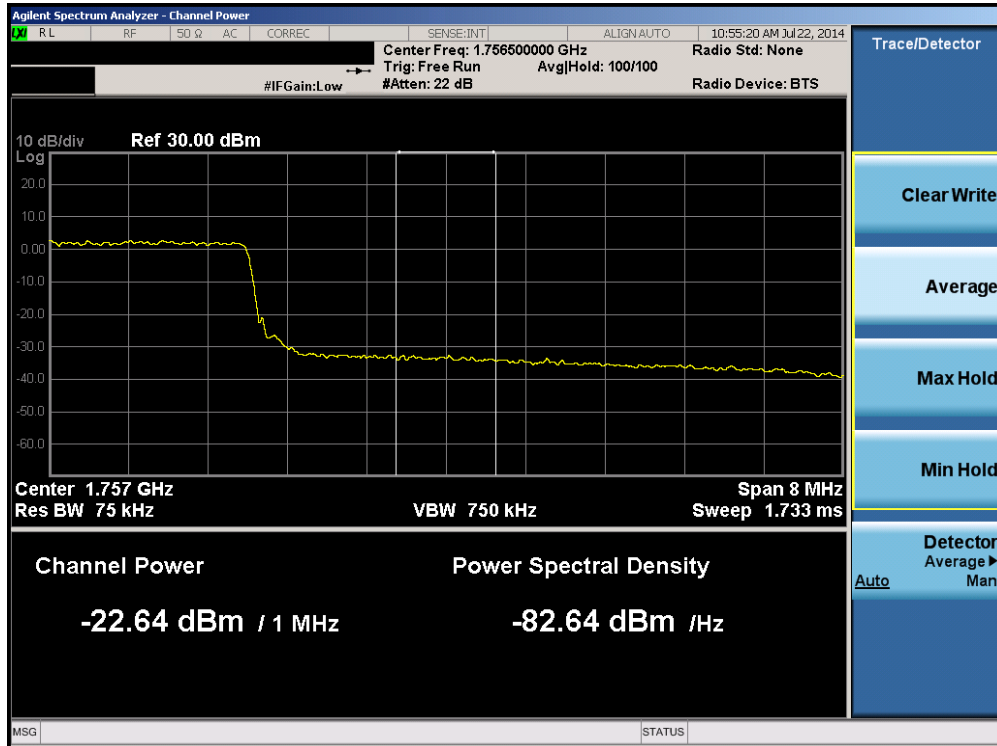 Agilent Spectrum Analyzer - Channel Power
LXI RL RF 50 Ω AC CORREC SENSE:INT ALIGN AUTO 10:55:20 AM Jul 22, 2014
Center Freq: 1.756500000 GHz Radio Std: None
Trig: Free Run Avg|Hold: 100/100
#IFGain:Low #Atten: 22 dB Radio Device: BTS
10 dB/div Ref 30.00 dBm
Log
20.0
10.0
0.00
-10.0
-20.0
-30.0
-40.0
-50.0
-60.0
Center 1.757 GHz Span 8 MHz
Res BW 75 kHz VBW 750 kHz Sweep 1.733 ms
Channel Power Power Spectral Density
-22.64 dBm / 1 MHz -82.64 dBm /Hz
MSG STATUS
Trace/Detector
Clear Write
Average
Max Hold
Min Hold
Detector
Average▶
Auto Man